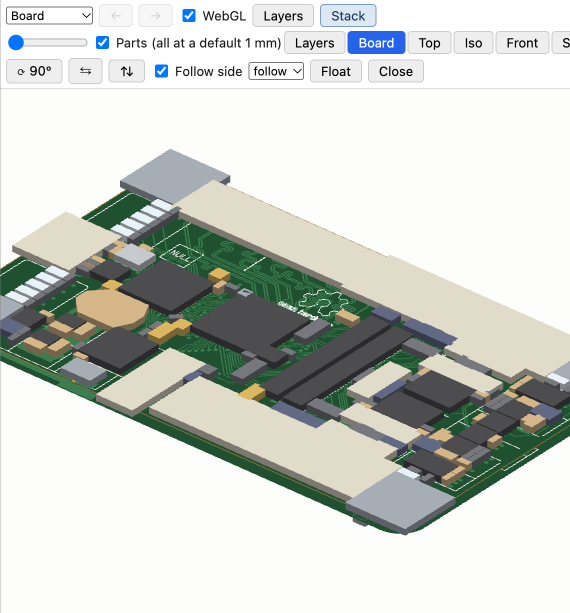 Board ← → WebGL Layers Stack
Parts (all at a default 1 mm) Layers Board Top Iso Front S
⟳ 90° ⇆ ⇅ Follow side follow Float Close
NULL